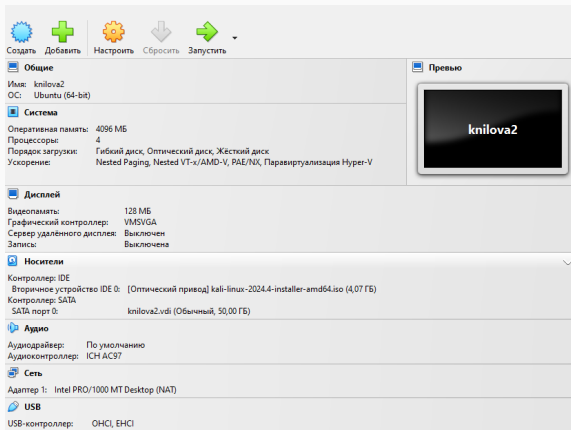 Создать Добавить Настроить Сбросить Запустить
Общие
Имя: knilova2
ОС: Ubuntu (64-bit)
Превью
knilova2
Система
Оперативная память: 4096 МБ
Процессоры: 4
Порядок загрузки: Гибкий диск, Оптический диск, Жёсткий диск
Ускорение: Nested Paging, Nested VT-x/AMD-V, PAE/NX, Паравиртуализация Hyper-V
Дисплей
Видеопамять: 128 МБ
Графический контроллер: VMSVGA
Сервер удалённого дисплея: Выключен
Запись: Выключена
Носители
Контроллер: IDE
Вторичное устройство IDE 0: [Оптический привод] kali-linux-2024.4-installer-amd64.iso (4,07 ГБ)
Контроллер: SATA
SATA порт 0: knilova2.vdi (Обычный, 50,00 ГБ)
Аудио
Аудиодрайвер: По умолчанию
Аудиоконтроллер: ICH AC97
Сеть
Адаптер 1: Intel PRO/1000 MT Desktop (NAT)
USB
USB-контроллер: OHCI, EHCI